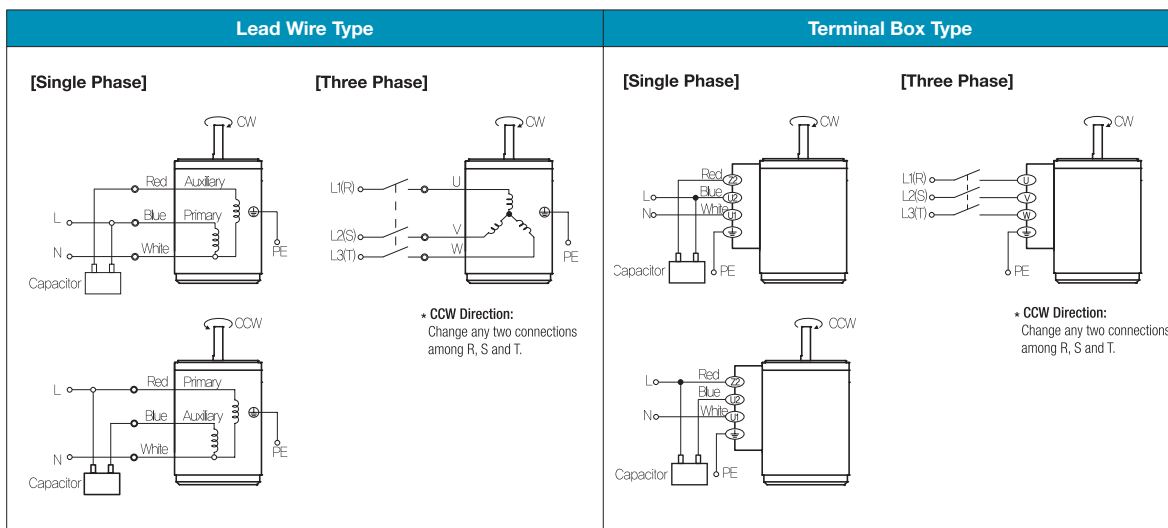 Lead Wire Type
[Single Phase]
[Three Phase]
CW
Red Auxiliary
L
Blue Primary
N
White
PE
Capacitor
CW
L1(R)
U
L2(S)
V
L3(T)
W
PE
* CCW Direction:
Change any two connections
among R, S and T.
CCW
L
Red Primary
Blue Auxiliary
N
White
PE
Capacitor
Terminal Box Type
[Single Phase]
[Three Phase]
CW
Red Z2
L
Blue U2
N
White U1
Capacitor
PE
CW
L1(R)
U
L2(S)
V
L3(T)
W
PE
* CCW Direction:
Change any two connections
among R, S and T.
CCW
L
Red Z2
Blue U2
N
White U1
Capacitor
PE